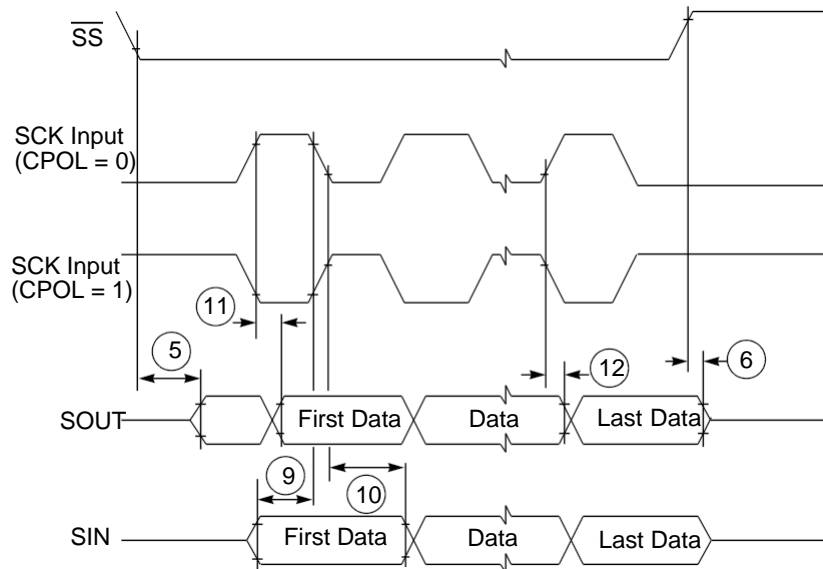 SS
SCK Input
(CPOL = 0)
SCK Input
(CPOL = 1)
11
5
12
6
SOUT
First Data
Data
Last Data
9
10
SIN
First Data
Data
Last Data